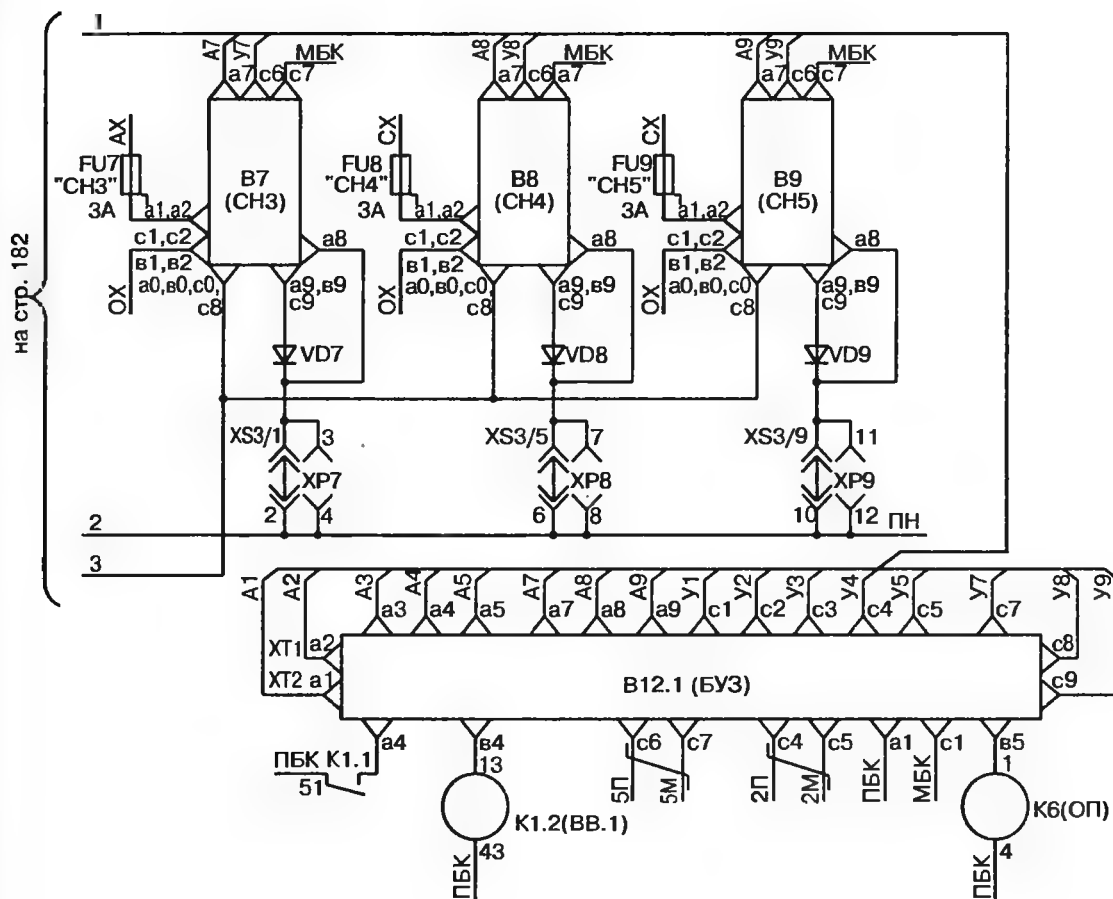 на стр. 182
1
А7
У7
МБК
а7
с6
с7
АХ
FU7
"СН3"
3А
а1,а2
В7
(СН3)
с1,с2
в1,в2
а0,в0,с0,
с8
ОХ
а8
а9,в9
с9
VD7
XS3/1
3
ХР7
2
4
А8
У8
МБК
а7
с6
а7
СХ
FU8
"СН4"
3А
а1,а2
В8
(СН4)
с1,с2
в1,в2
а0,в0,с0,
с8
ОХ
а8
а9,в9
с9
VD8
XS3/5
7
ХР8
6
8
А9
У9
МБК
а7
с6
с7
СХ
FU9
"СН5"
3А
а1,а2
В9
(СН5)
с1,с2
в1,в2
а0,в0,с0
с8
ОХ
а8
а9,в9
с9
VD9
XS3/9
11
ХР9
10
12
2
ПН
3
А1
А2
А3
А4
А5
А7
А8
А9
У1
У2
У3
У4
У5
У7
У8
У9
а3
а4
а5
а7
а8
а9
с1
с2
с3
с4
с5
с7
ХТ1
а2
ХТ2
а1
В12.1 (БУЗ)
с8
с9
а4
в4
с6
с7
с4
с5
а1
с1
в5
ПБК К1.1
51
13
К1.2(ВВ.1)
43
ПБК
5П
5М
2П
2М
ПБК
МБК
1
К6(ОП)
4
ПБК